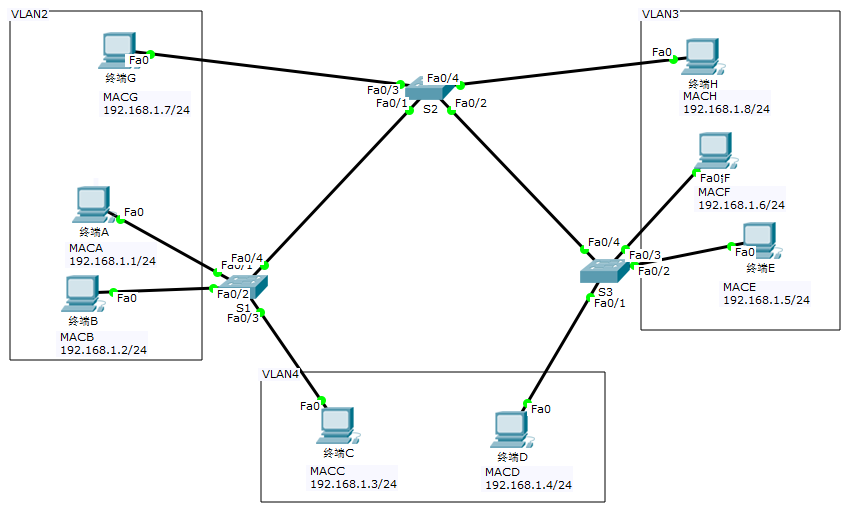 VLAN2
Fa0
终端G
MACG
192.168.1.7/24
Fa0
终端A
MACA
192.168.1.1/24
Fa0
终端B
MACB
192.168.1.2/24
Fa0/4
Fa0/1
Fa0/2
S1
Fa0/3
Fa0/4
Fa0/3
Fa0/1
Fa0/2
S2
VLAN3
Fa0
终端H
MACH
192.168.1.8/24
Fa0
F
MACF
192.168.1.6/24
Fa0
终端E
MACE
192.168.1.5/24
Fa0/4
Fa0/3
Fa0/2
S3
Fa0/1
VLAN4
Fa0
终端C
MACC
192.168.1.3/24
Fa0
终端D
MACD
192.168.1.4/24